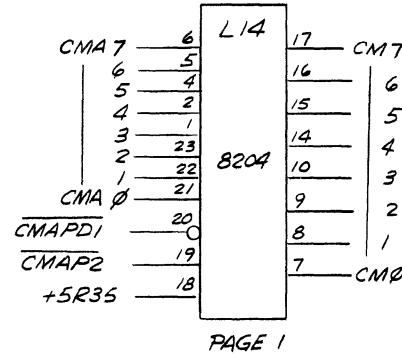 L14
CMA7 6 17 CM7
6 5 16 6
5 4 15 5
4 2 14 4
3 1 10 3
2 23 9 2
1 22 8 1
CMA Ø 21 7 CMØ
8204
CMAPD1 20
CMAP2 19
+5R35 18
PAGE 1